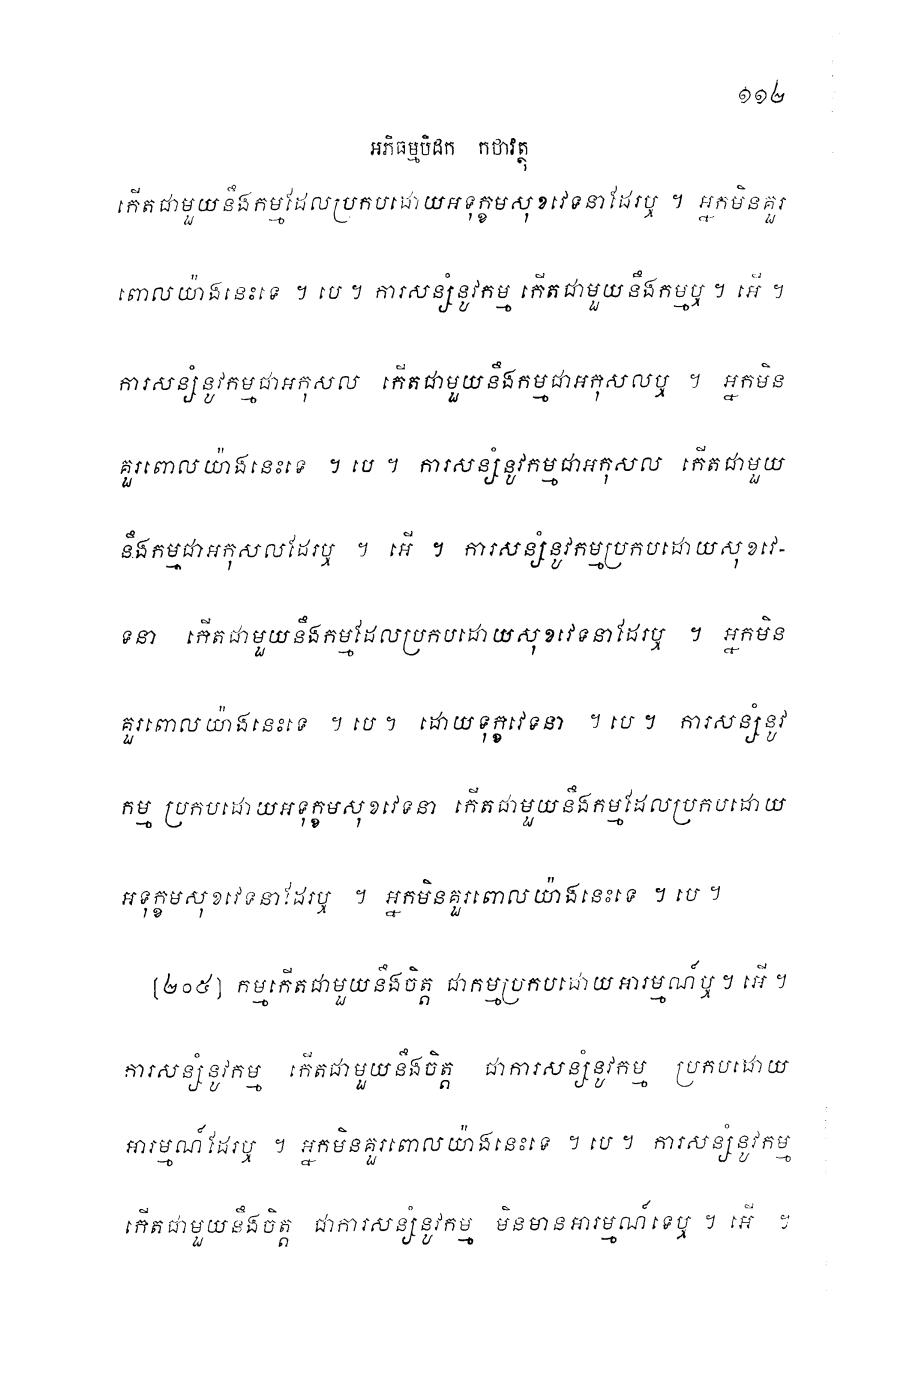 ១១២
អភិធម្មបិដក កថាវត្ថុ
កើតជាមួយនឹងកម្មដែលប្រកបដោយអទុក្ខមសុខវេទនាដែរឬ ។ អ្នកមិនគួរ
ពោលយ៉ាងនេះទេ ។ បេ ។ ការសន្សំនូវកម្ម កើតជាមួយនឹងកម្មឬ ។ អើ ។
ការសន្សំនូវកម្មជាអកុសល កើតជាមួយនឹងកម្មជាអកុសលឬ ។ អ្នកមិន
គួរពោលយ៉ាងនេះទេ ។ បេ ។ ការសន្សំនូវកម្មជាអកុសល កើតជាមួយ
នឹងកម្មជាអកុសលដែរឬ ។ អើ ។ ការសន្សំនូវកម្មប្រកបដោយសុខវេ-
ទនា កើតជាមួយនឹងកម្មដែលប្រកបដោយសុខវេទនាដែរឬ ។ អ្នកមិន
គួរពោលយ៉ាងនេះទេ ។ បេ ។ ដោយទុក្ខវេទនា ។ បេ ។ ការសន្សំនូវ
កម្ម ប្រកបដោយអទុក្ខមសុខវេទនា កើតជាមួយនឹងកម្មដែលប្រកបដោយ
អទុក្ខមសុខវេទនាដែរឬ ។ អ្នកមិនគួរពោលយ៉ាងនេះទេ ។ បេ ។
[២០៥] កម្មកើតជាមួយនឹងចិត្ត ជាកម្មប្រកបដោយអារម្មណ៍ឬ ។ អើ ។
ការសន្សំនូវកម្ម កើតជាមួយនឹងចិត្ត ជាការសន្សំនូវកម្ម ប្រកបដោយ
អារម្មណ៍ដែរឬ ។ អ្នកមិនគួរពោលយ៉ាងនេះទេ ។ បេ ។ ការសន្សំនូវកម្ម
កើតជាមួយនឹងចិត្ត ជាការសន្សំនូវកម្ម មិនមានអារម្មណ៍ទេឬ ។ អើ ។